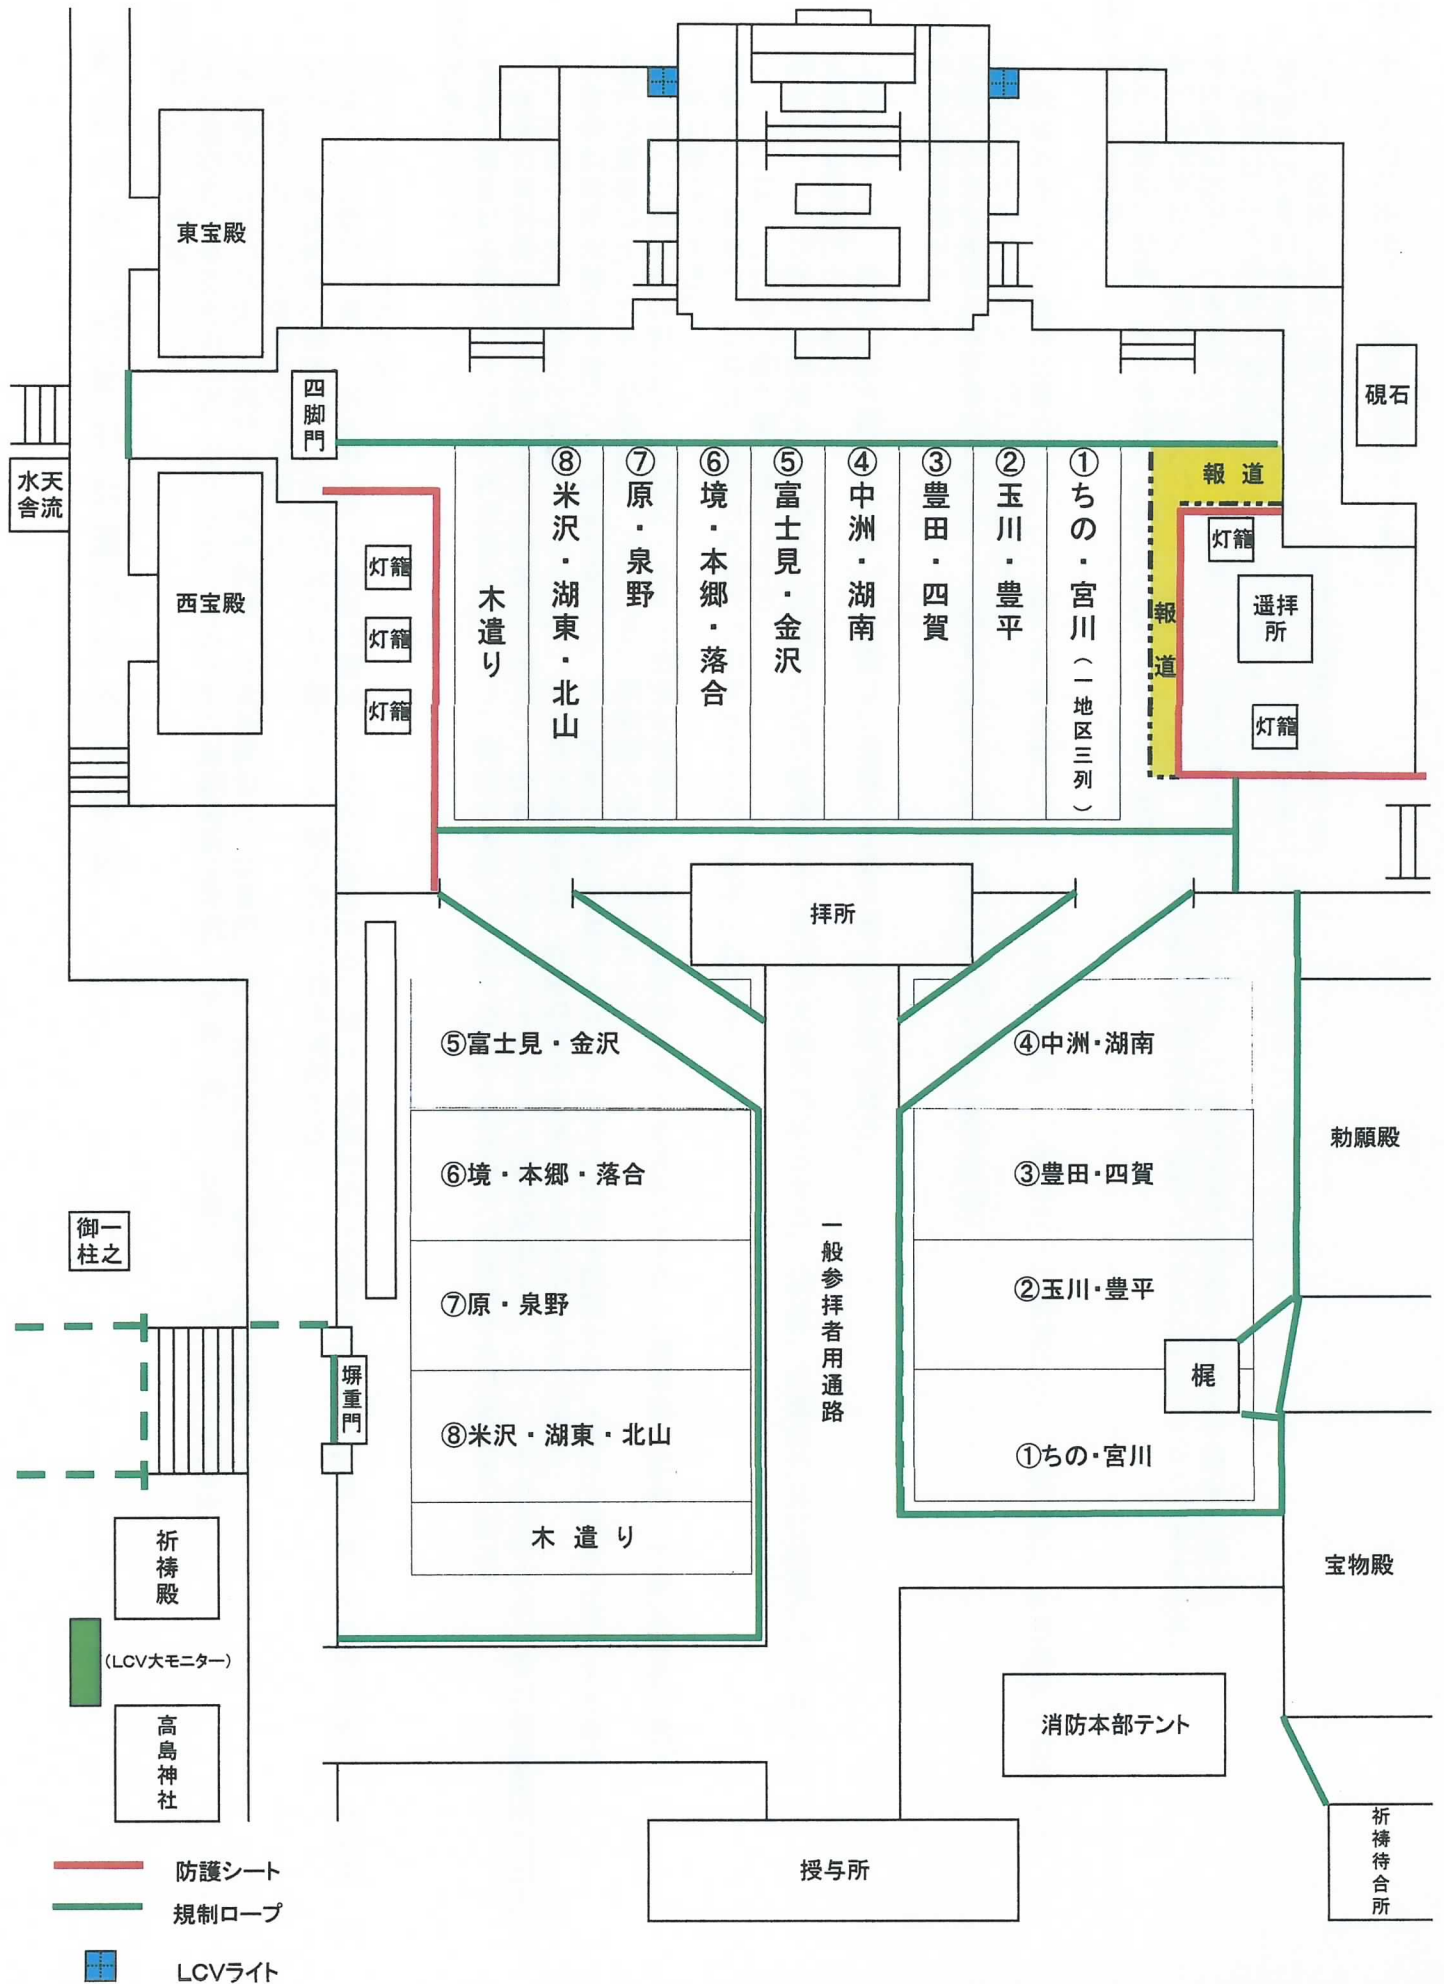 東宝殿
四脚門
硯石
天流
水舎
報 道
①ちの・宮川(一地区三列)
②玉川・豊平
③豊田・四賀
④中洲・湖南
⑤富士見・金沢
⑥境・本郷・落合
⑦原・泉野
⑧米沢・湖東・北山
木遣り
報道
灯籠
遥拝所
灯籠
西宝殿
灯籠
灯籠
灯籠
拝所
⑤富士見・金沢
④中洲・湖南
⑥境・本郷・落合
③豊田・四賀
勅願殿
御柱
一之
一般参拝者用通路
⑦原・泉野
②玉川・豊平
塀重門
梶
⑧米沢・湖東・北山
①ちの・宮川
木 遣 り
祈祷殿
宝物殿
(LCV大モニター)
高島神社
消防本部テント
授与所
祈祷待合所
防護シート
規制ロープ
LCVライト